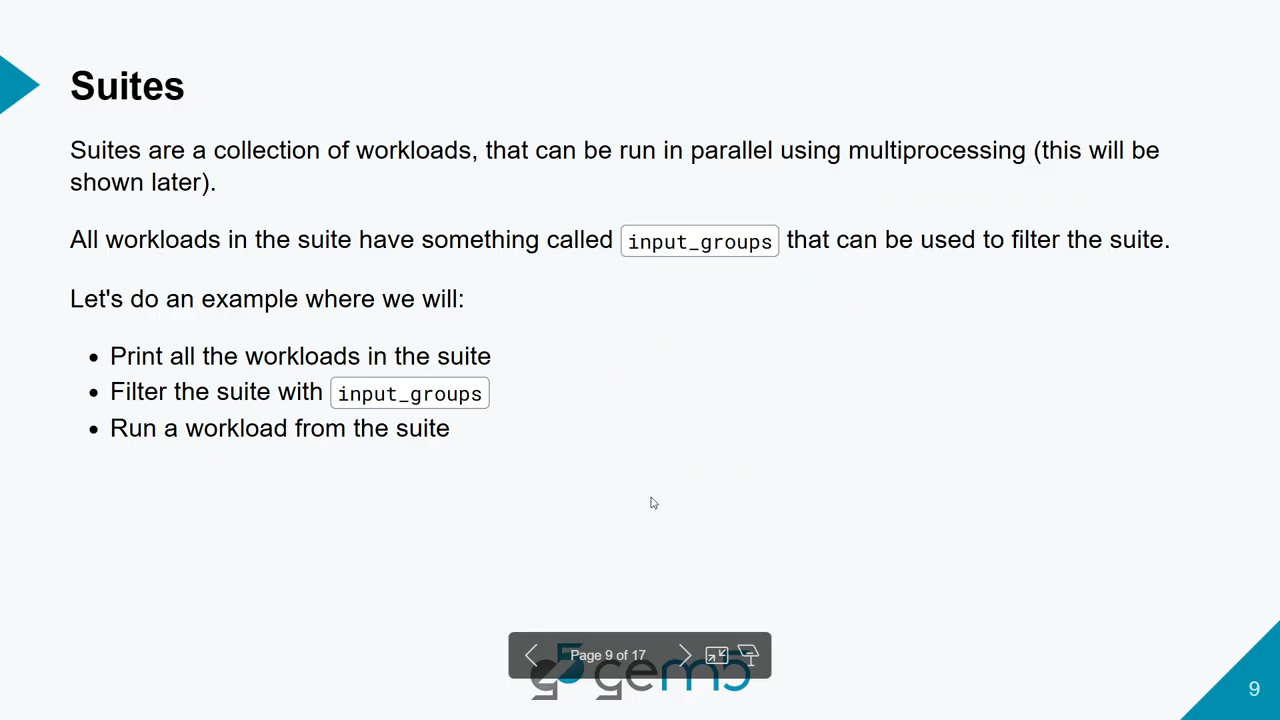 Suites
Suites are a collection of workloads, that can be run in parallel using multiprocessing (this will be
shown later).
All workloads in the suite have something called input_groups that can be used to filter the suite.
Let's do an example where we will:
• Print all the workloads in the suite
• Filter the suite with input_groups
• Run a workload from the suite
Page 9 of 17
gem5
9